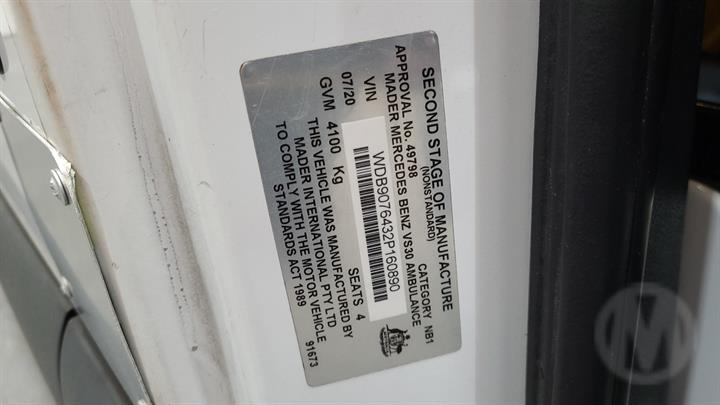 SECOND STAGE OF MANUFACTURE
(NONSTANDARD)
APPROVAL No. 49798 CATEGORY NB1
MADER MERCEDES BENZ VS30 AMBULANCE
VIN WDB9076432P160890
07/20 SEATS 4
GVM 4100 Kg
THIS VEHICLE WAS MANUFACTURED BY
MADER INTERNATIONAL PTY LTD
TO COMPLY WITH THE MOTOR VEHICLE
STANDARDS ACT 1989 91673
M